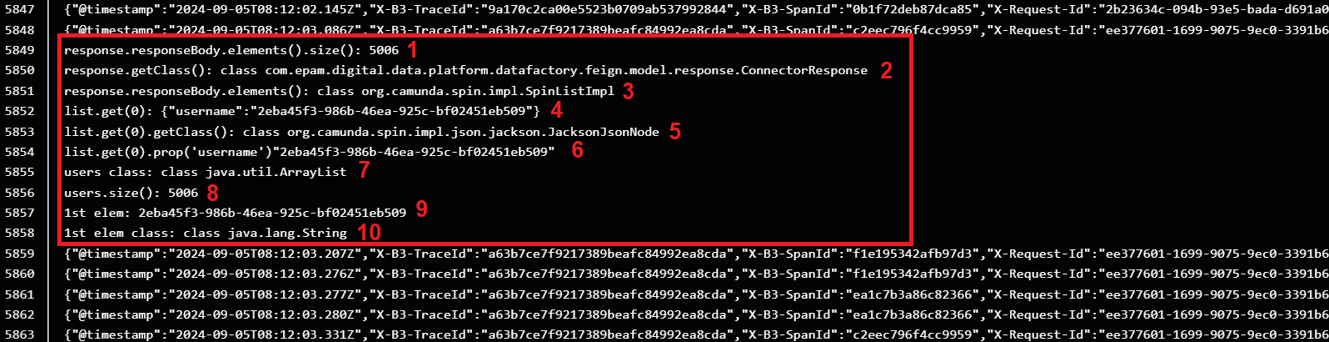 5847 {"@timestamp":"2024-09-05T08:12:02.145Z","X-B3-TraceId":"9a170c2ca00e5523b0709ab537992844","X-B3-SpanId":"0b1f72deb87dca85","X-Request-Id":"2b23634c-094b-93e5-bada-d691a0
5848 {"@timestamp":"2024-09-05T08:12:03.086Z","X-B3-TraceId":"a63b7ce7f9217389beafc84992ea8cda","X-B3-SpanId":"c2eec796f4cc9959","X-Request-Id":"ee377601-1699-9075-9ec0-3391b6
5849 response.responseBody.elements().size(): 5006 1
5850 response.getClass(): class com.epam.digital.data.platform.datafactory.feign.model.response.ConnectorResponse 2
5851 response.responseBody.elements(): class org.camunda.spin.impl.SpinListImpl 3
5852 list.get(0): {"username":"2eba45f3-986b-46ea-925c-bf02451eb509"} 4
5853 list.get(0).getClass(): class org.camunda.spin.impl.json.jackson.JacksonJsonNode 5
5854 list.get(0).prop('username')"2eba45f3-986b-46ea-925c-bf02451eb509" 6
5855 users class: class java.util.ArrayList 7
5856 users.size(): 5006 8
5857 1st elem: 2eba45f3-986b-46ea-925c-bf02451eb509 9
5858 1st elem class: class java.lang.String 10
5859 {"@timestamp":"2024-09-05T08:12:03.207Z","X-B3-TraceId":"a63b7ce7f9217389beafc84992ea8cda","X-B3-SpanId":"f1e195342afb97d3","X-Request-Id":"ee377601-1699-9075-9ec0-3391b6
5860 {"@timestamp":"2024-09-05T08:12:03.276Z","X-B3-TraceId":"a63b7ce7f9217389beafc84992ea8cda","X-B3-SpanId":"f1e195342afb97d3","X-Request-Id":"ee377601-1699-9075-9ec0-3391b6
5861 {"@timestamp":"2024-09-05T08:12:03.277Z","X-B3-TraceId":"a63b7ce7f9217389beafc84992ea8cda","X-B3-SpanId":"ea1c7b3a86c82366","X-Request-Id":"ee377601-1699-9075-9ec0-3391b6
5862 {"@timestamp":"2024-09-05T08:12:03.280Z","X-B3-TraceId":"a63b7ce7f9217389beafc84992ea8cda","X-B3-SpanId":"ea1c7b3a86c82366","X-Request-Id":"ee377601-1699-9075-9ec0-3391b6
5863 {"@timestamp":"2024-09-05T08:12:03.331Z","X-B3-TraceId":"a63b7ce7f9217389beafc84992ea8cda","X-B3-SpanId":"c2eec796f4cc9959","X-Request-Id":"ee377601-1699-9075-9ec0-3391b6